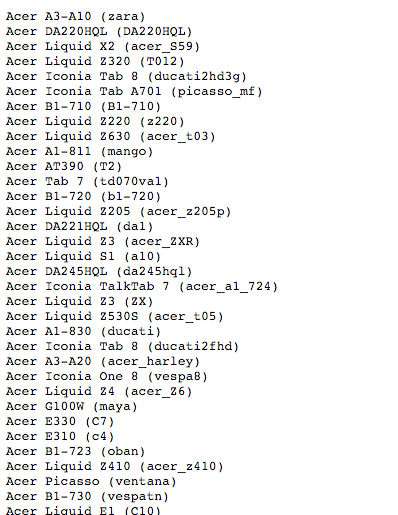 Acer A3-A10 (zara)
Acer DA220HQL (DA220HQL)
Acer Liquid X2 (acer_S59)
Acer Liquid Z320 (T012)
Acer Iconia Tab 8 (ducati2hd3g)
Acer Iconia Tab A701 (picasso_mf)
Acer B1-710 (B1-710)
Acer Liquid Z220 (z220)
Acer Liquid Z630 (acer_t03)
Acer A1-811 (mango)
Acer AT390 (T2)
Acer Tab 7 (td070va1)
Acer B1-720 (b1-720)
Acer Liquid Z205 (acer_z205p)
Acer DA221HQL (da1)
Acer Liquid Z3 (acer_ZXR)
Acer Liquid S1 (a10)
Acer DA245HQL (da245hql)
Acer Iconia TalkTab 7 (acer_a1_724)
Acer Liquid Z3 (ZX)
Acer Liquid Z530S (acer_t05)
Acer A1-830 (ducati)
Acer Iconia Tab 8 (ducati2fhd)
Acer A3-A20 (acer_harley)
Acer Iconia One 8 (vespa8)
Acer Liquid Z4 (acer_Z6)
Acer G100W (maya)
Acer E330 (C7)
Acer E310 (c4)
Acer B1-723 (oban)
Acer Liquid Z410 (acer_z410)
Acer Picasso (ventana)
Acer B1-730 (vespatn)
Acer Liquid E1 (C10)